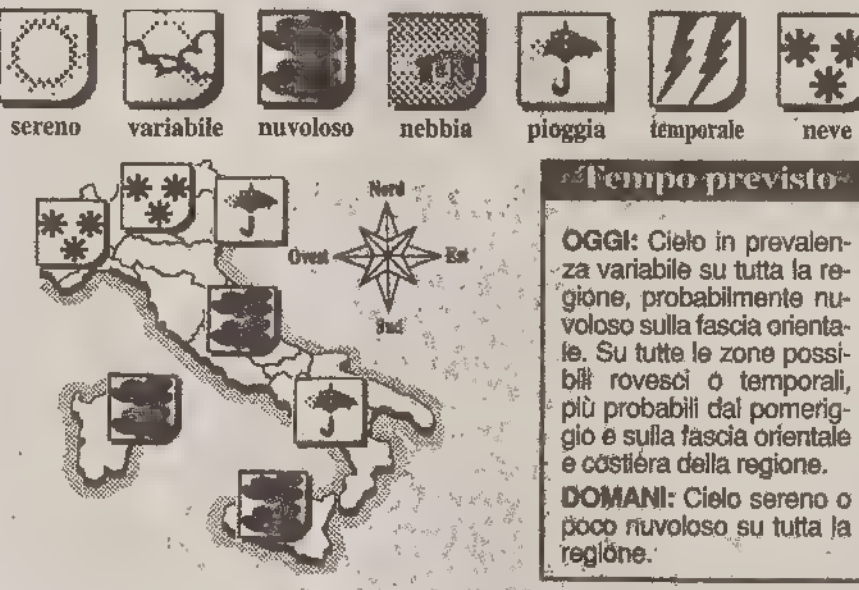 sereno variabile nuvoloso nebbia pioggia temporale neve
Nord
Ovest Est
Sud
Tempo previsto
OGGI: Cielo in prevalen-
za variabile su tutta la re-
gione, probabilmente nu-
voloso sulla fascia orienta-
le. Su tutte le zone possi-
bili rovesci o temporali,
più probabili dal pomerig-
gio e sulla fascia orientale
e costiera della regione.
DOMANI: Cielo sereno o
poco nuvoloso su tutta la
regione.